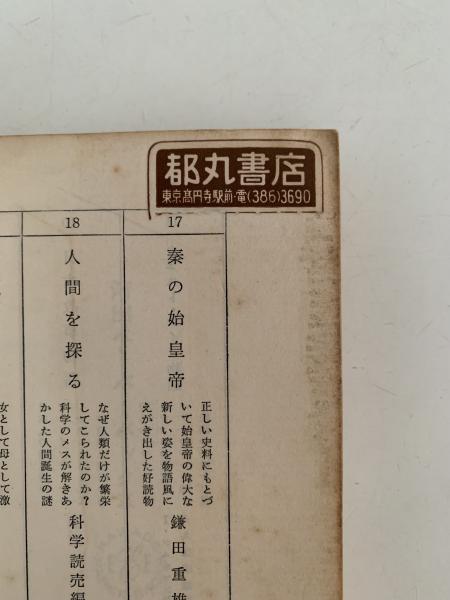 都丸書店
東京高円寺駅前・電(386)3690
17
秦の始皇帝
正しい史料にもとづ
いて始皇帝の偉大な
新しい姿を物語風に
えがき出した好読物
鎌田重雄
18
人間を探る
なぜ人類だけが繁栄
してこられたのか?
科学のメスが解きあ
かした人間誕生の謎
科学読売編
女として母として激